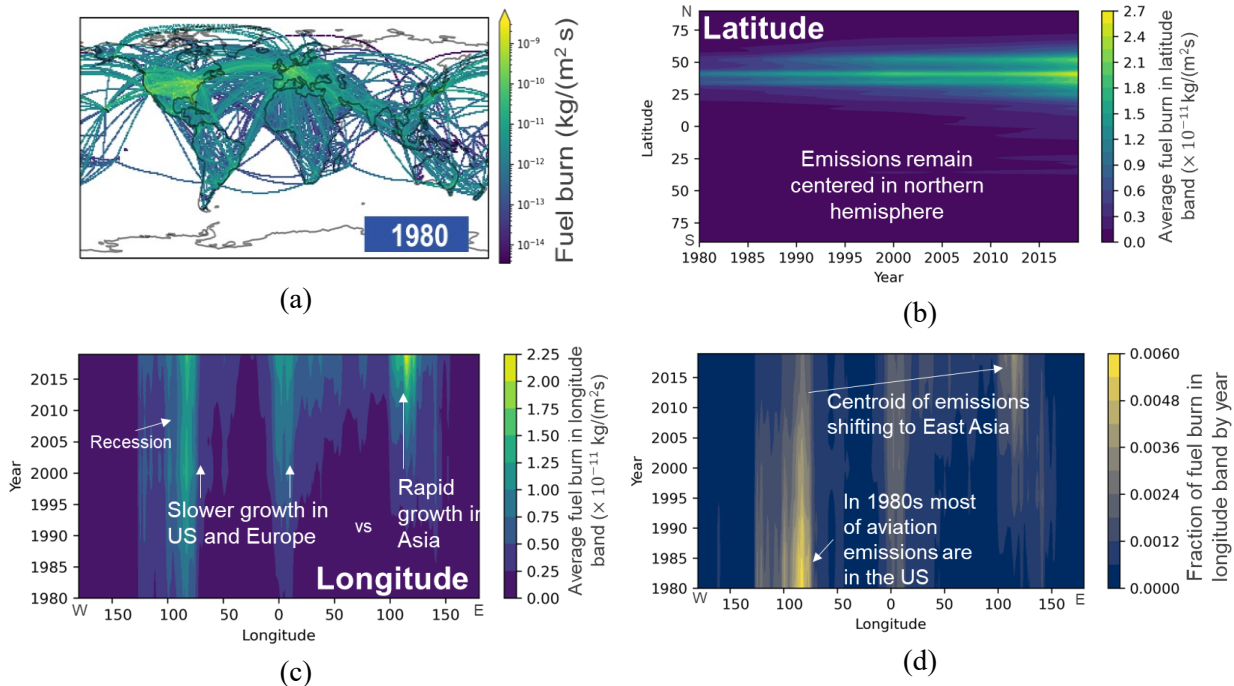 1980
10⁻⁹
10⁻¹⁰
10⁻¹¹
10⁻¹²
10⁻¹³
10⁻¹⁴
Fuel burn (kg/(m² s)
(a)
Latitude
N
75
50
25
0
25
50
75
S
Latitude
Emissions remain
centered in northern
hemisphere
1980 1985 1990 1995 2000 2005 2010 2015
Year
2.7
2.4
2.1
1.8
1.5
1.2
0.9
0.6
0.3
0.0
Average fuel burn in latitude
band (× 10⁻¹¹ kg/(m²s)
(b)
2015
2010
2005
2000
1995
1990
1985
1980
Year
Recession
Slower growth in
US and Europe
vs
Rapid
growth in
Asia
Longitude
W 150 100 50 0 50 100 150 E
Longitude
2.25
2.00
1.75
1.50
1.25
1.00
0.75
0.50
0.25
0.00
Average fuel burn in longitude
band (× 10⁻¹¹ kg/(m²s)
(c)
2015
2010
2005
2000
1995
1990
1985
1980
Year
Centroid of emissions
shifting to East Asia
In 1980s most
of aviation
emissions are
in the US
W 150 100 50 0 50 100 150 E
Longitude
0.0060
0.0048
0.0036
0.0024
0.0012
0.0000
Fraction of fuel burn in
longitude band by year
(d)